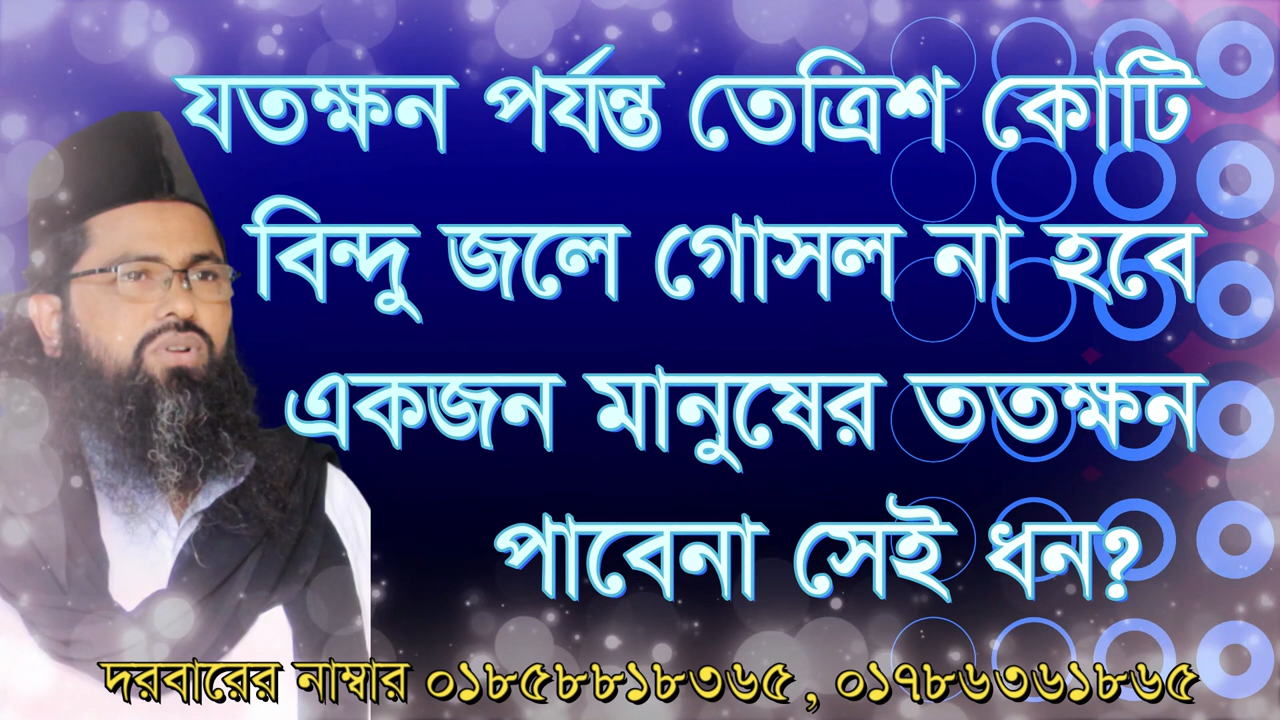 যতক্ষন পর্যন্ত তেত্রিশ কোটি
বিন্দু জলে গোসল না হবে
একজন মানুষের ততক্ষন
পাবেনা সেই ধন?
দরবারের নাম্বার ০১৮৫৮৮১৮৩৬৫, ০১৭৮৬৩৬১৮৬৫